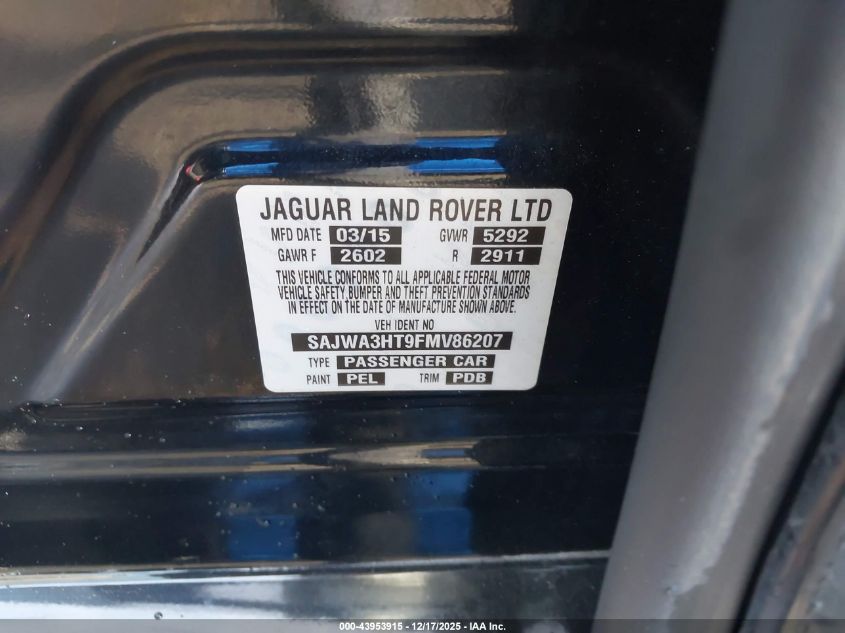 JAGUAR LAND ROVER LTD
MFD DATE 03/15 GVWR 5292
GAWR F 2602 R 2911
THIS VEHICLE CONFORMS TO ALL APPLICABLE FEDERAL MOTOR
VEHICLE SAFETY, BUMPER AND THEFT PREVENTION STANDARDS
IN EFFECT ON THE DATE OF MANUFACTURE SHOWN ABOVE.
VEH IDENT NO
SAJWA3HT9FMV86207
TYPE PASSENGER CAR
PAINT PEL TRIM PDB
000-43953915 - 12/17/2025 - IAA Inc.